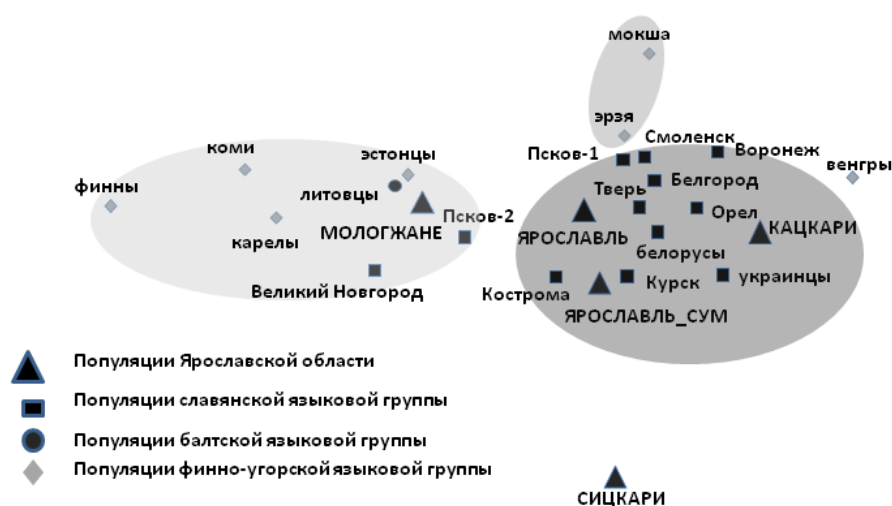 мокша
эрзя
Смоленск
Псков-1
Воронеж
коми
эстонцы
венгры
финны
литовцы
Тверь
Белгород
Псков-2
Орел
КАЦКАРИ
МОЛОГЖАНЕ
ЯРОСЛАВЛЬ
карелы
белорусы
Великий Новгород
Кострома
Курск
украинцы
ЯРОСЛАВЛЬ_СУМ
Популяции Ярославской области
Популяции славянской языковой группы
Популяции балтской языковой группы
Популяции финно-угорской языковой группы
СИЦКАРИ